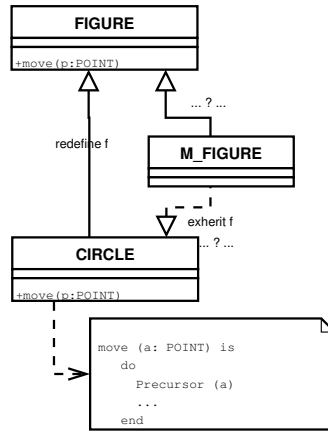 FIGURE
+move(p:POINT)
... ? ...
redefine f
M_FIGURE
exherit f
... ? ...
CIRCLE
+move(p:POINT)
move (a: POINT) is
do
Precursor (a)
...
end